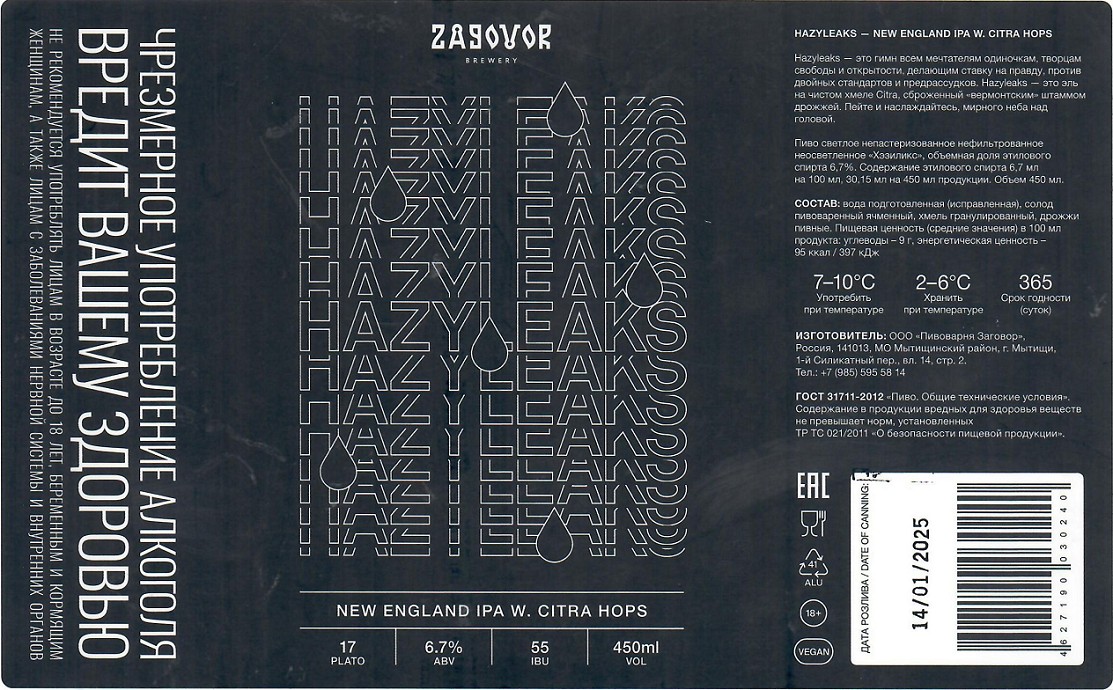 ЧРЕЗМЕРНОЕ УПОТРЕБЛЕНИЕ АЛКОГОЛЯ
ВРЕДИТ ВАШЕМУ ЗДОРОВЬЮ
НЕ РЕКОМЕНДУЕТСЯ УПОТРЕБЛЯТЬ ЛИЦАМ В ВОЗРАСТЕ ДО 18 ЛЕТ, БЕРЕМЕННЫМ И КОРМЯЩИМ
ЖЕНЩИНАМ, А ТАКЖЕ ЛИЦАМ С ЗАБОЛЕВАНИЯМИ НЕРВНОЙ СИСТЕМЫ И ВНУТРЕННИХ ОРГАНОВ
ZAGOVOR
BREWERY
HAZYLEAKS
NEW ENGLAND IPA W. CITRA HOPS
17 6.7% 55 450ml
PLATO ABV IBU VOL
HAZYLEAKS — NEW ENGLAND IPA W. CITRA HOPS
Hazyleaks — это гимн всем мечтателям одиночкам, творцам
свободы и открытости, делающим ставку на правду, против
двойных стандартов и предрассудков. Hazyleaks — это эль
на чистом хмеле Citra, сброженный «вермонтским» штаммом
дрожжей. Пейте и наслаждайтесь, мирного неба над
головой.
Пиво светлое непастеризованное нефильтрованное
неосветленное «Хэзиликс», объемная доля этилового
спирта 6,7%. Содержание этилового спирта 6,7 мл
на 100 мл, 30,15 мл на 450 мл продукции. Объем 450 мл.
СОСТАВ: вода подготовленная (исправленная), солод
пивоваренный ячменный, хмель гранулированный, дрожжи
пивные. Пищевая ценность (средние значения) в 100 мл
продукта: углеводы – 9 г, энергетическая ценность –
95 ккал / 397 кДж
7–10°C 2–6°C 365
Употребить Хранить Срок годности
при температуре при температуре (суток)
ИЗГОТОВИТЕЛЬ: ООО «Пивоварня Заговор»,
Россия, 141013, МО Мытищинский район, г. Мытищи,
1-й Силикатный пер., вл. 14, стр. 2.
Тел.: +7 (985) 595 58 14
ГОСТ 31711-2012 «Пиво. Общие технические условия».
Содержание в продукции вредных для здоровья веществ
не превышает норм, установленных
ТР ТС 021/2011 «О безопасности пищевой продукции».
EAC
41
ALU
18+
VEGAN
ДАТА РОЗЛИВА / DATE OF CANNING:
14/01/2025
4 627190 030240